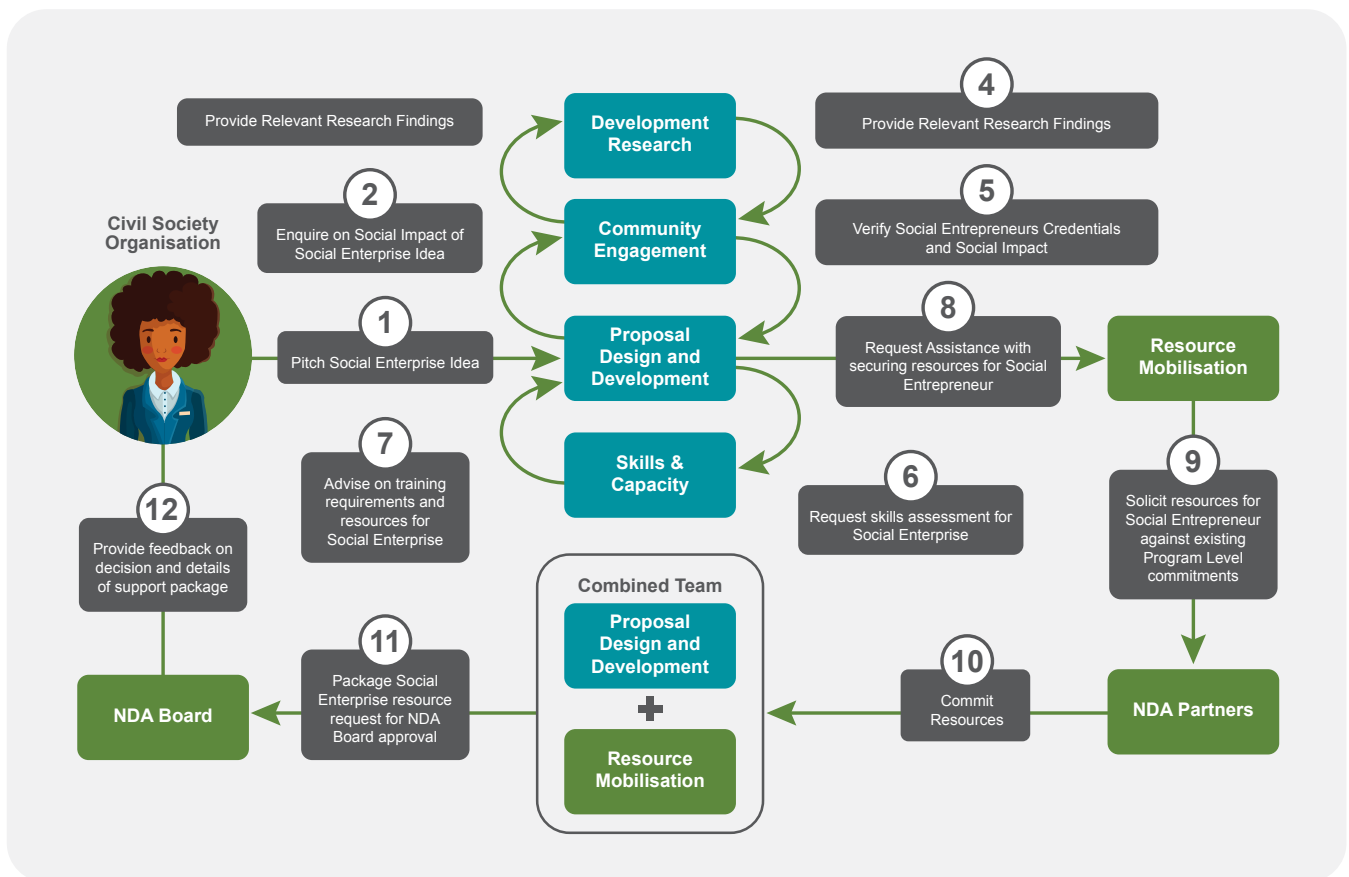 Provide Relevant Research Findings
Development
Research
4
Provide Relevant Research Findings
2
Enquire on Social Impact of
Social Enterprise Idea
Community
Engagement
5
Verify Social Entrepreneurs Credentials
and Social Impact
Civil Society
Organisation
1
Pitch Social Enterprise Idea
Proposal
Design and
Development
8
Request Assistance with
securing resources for Social
Entrepreneur
Resource
Mobilisation
7
Advise on training
requirements and
resources for
Social Enterprise
Skills &
Capacity
6
Request skills assessment for
Social Enterprise
9
Solicit resources for
Social Entrepreneur
against existing
Program Level
commitments
12
Provide feedback on
decision and details
of support package
Combined Team
Proposal
Design and
Development
Resource
Mobilisation
11
Package Social
Enterprise resource
request for NDA
Board approval
10
Commit
Resources
NDA Board
NDA Partners